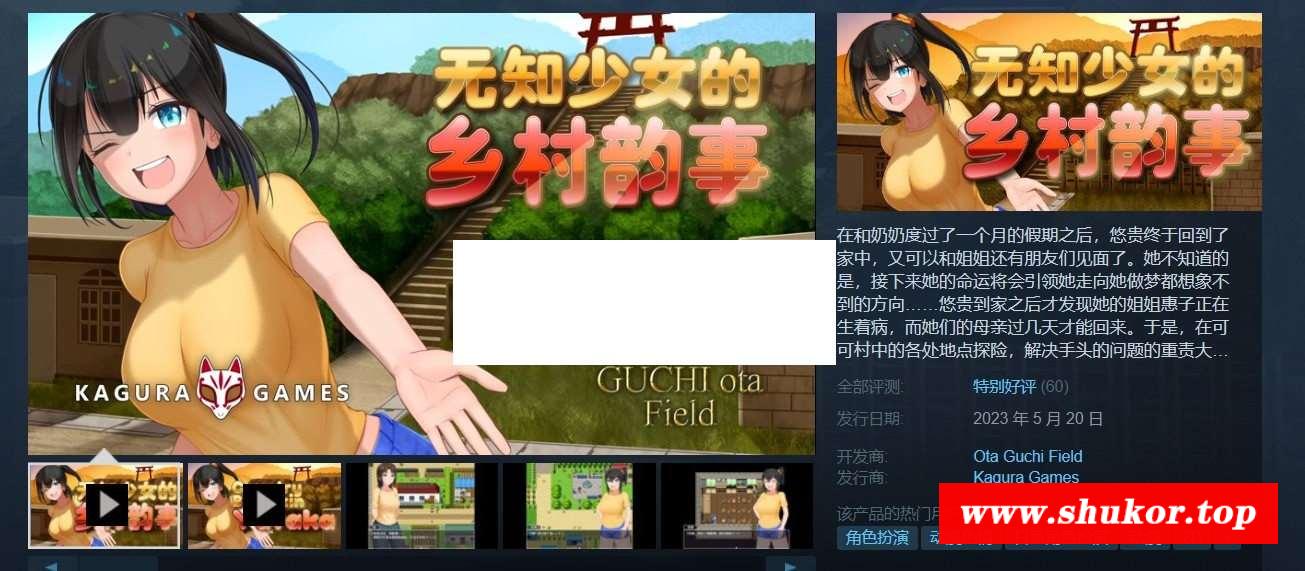 无知少女的
乡村韵事
KAGURA GAMES
GUCHI ota
Field
无知少女的
乡村韵事
在和奶奶度过了一个月的假期之后，悠贵终于回到了
家中，又可以和姐姐还有朋友们见面了。她不知道的
是，接下来她的命运将会引领她走向她做梦都想象不
到的方向……悠贵到家之后才发现她的姐姐惠子正在
生着病，而她们的母亲过几天才能回来。于是，在可
可村中的各处地点探险，解决手头的问题的重责大…
全部评测: 特别好评 (60)
发行日期: 2023 年 5 月 20 日
开发商: Ota Guchi Field
发行商: Kagura Games
该产品的热门
www.shukor.top
角色扮演